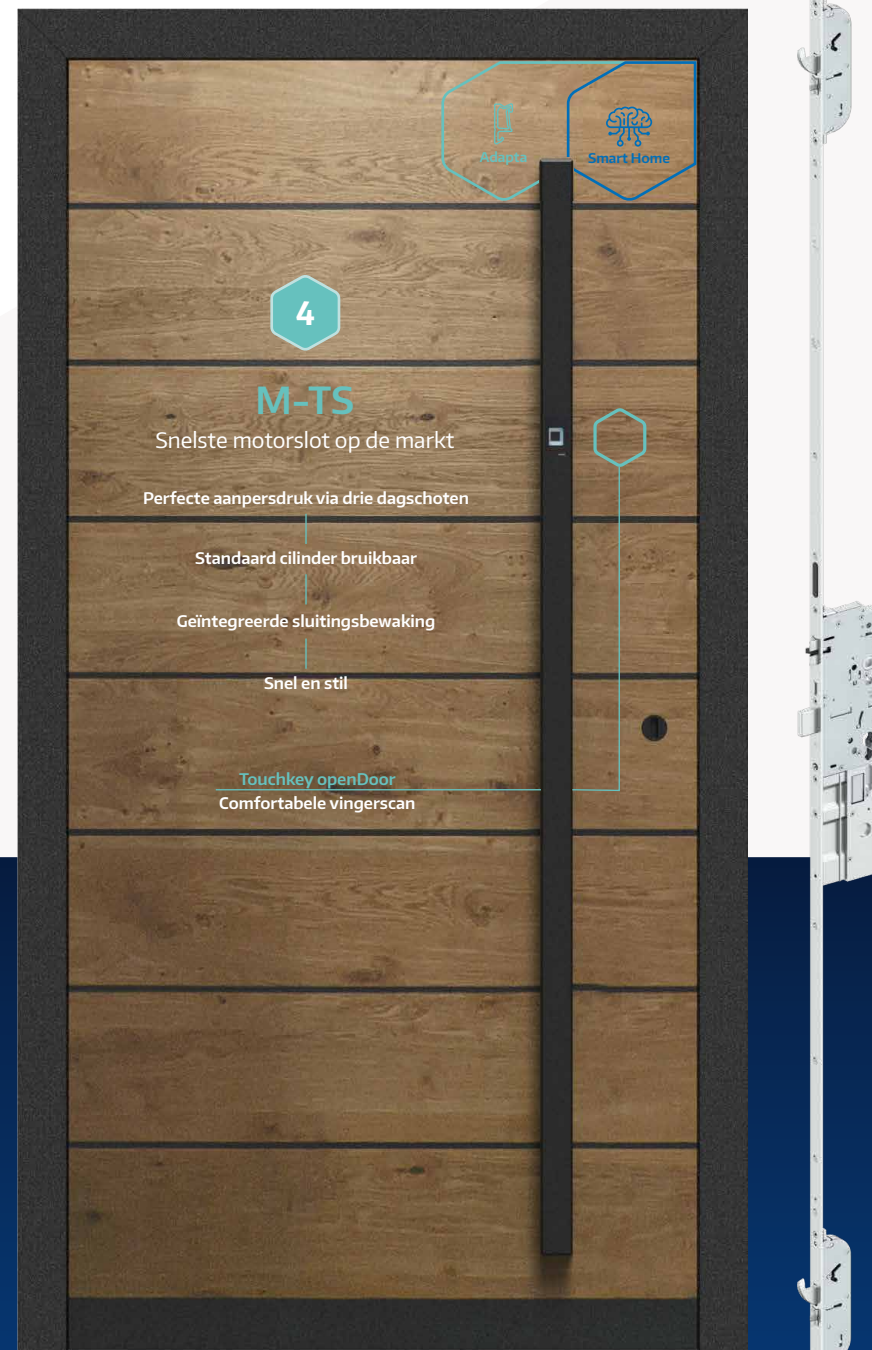 Adapta
Smart Home
4
M-TS
Snelste motorslot op de markt
Perfecte aanpersdruk via drie dagschoten
Standaard cilinder bruikbaar
Geïntegreerde sluitingsbewaking
Snel en stil
Touchkey openDoor
Comfortabele vingerscan